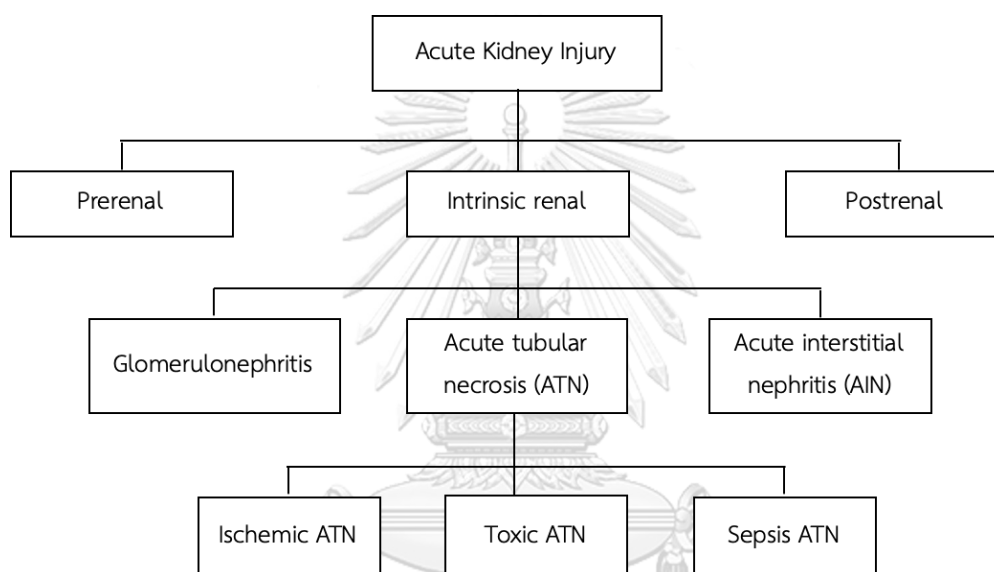 Acute Kidney Injury
Prerenal
Intrinsic renal
Postrenal
Glomerulonephritis
Acute tubular
necrosis (ATN)
Acute interstitial
nephritis (AIN)
Ischemic ATN
Toxic ATN
Sepsis ATN